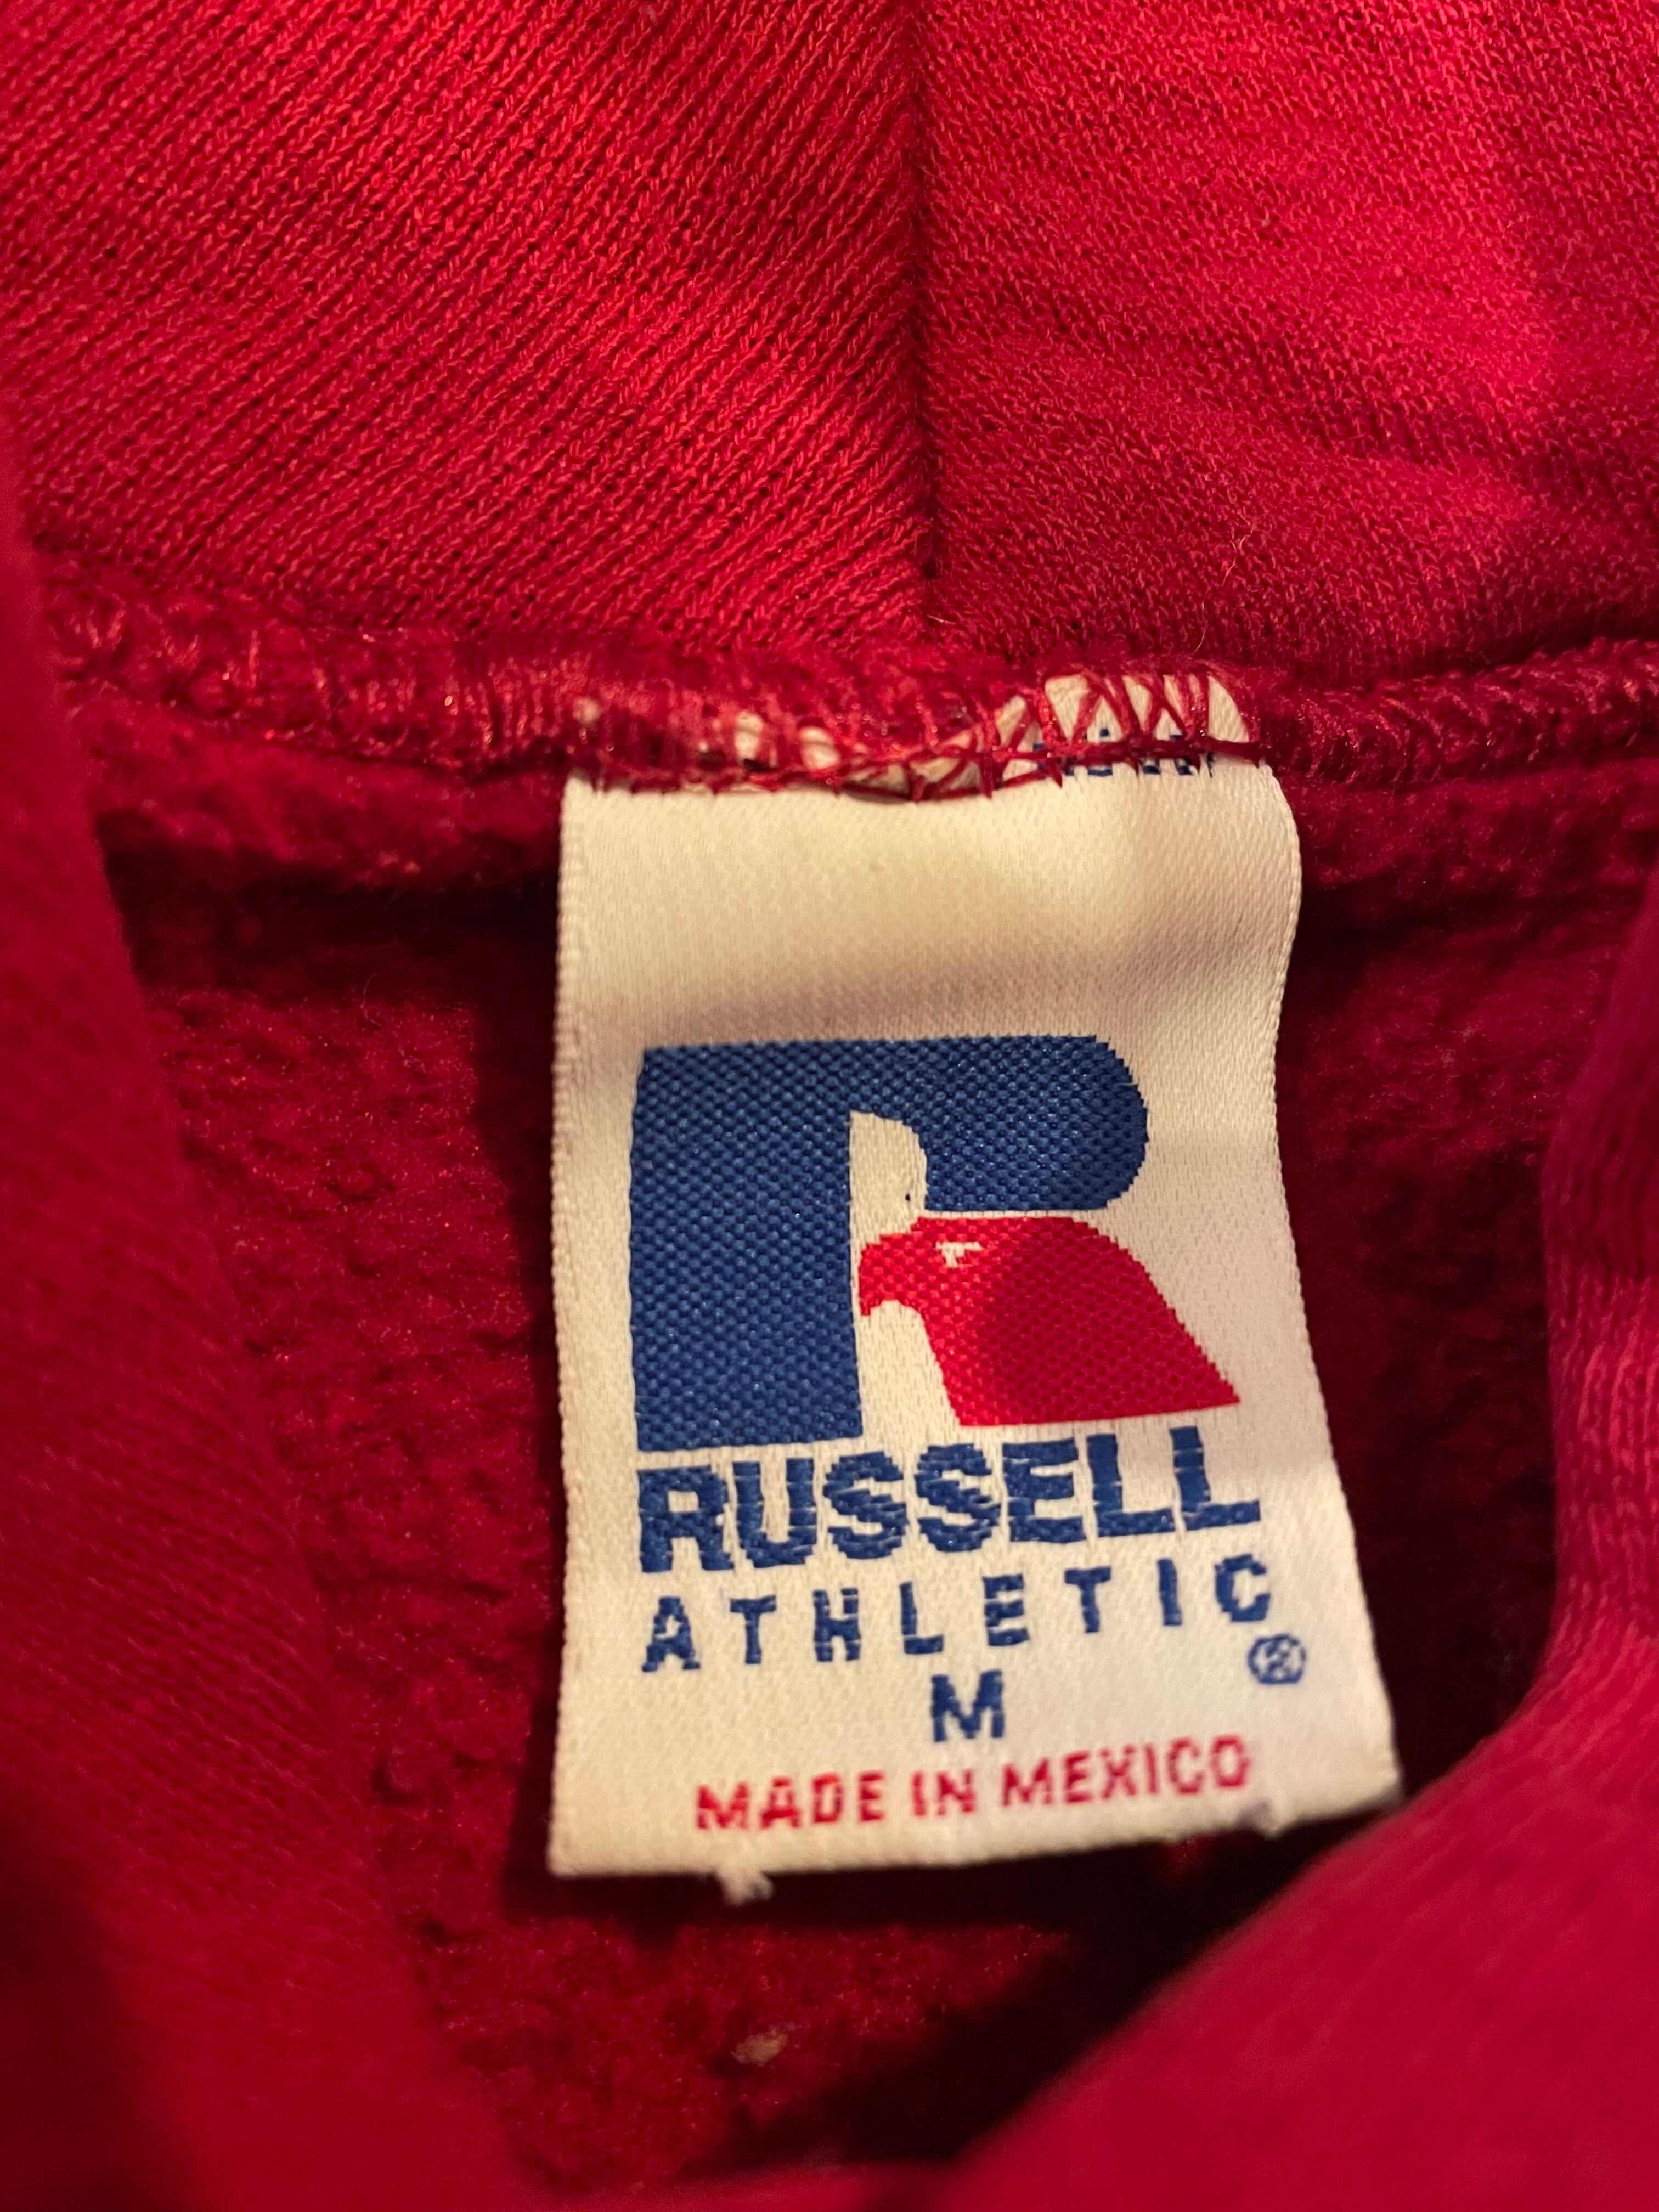 RUSSELL
ATHLETIC
®
M
MADE IN MEXICO